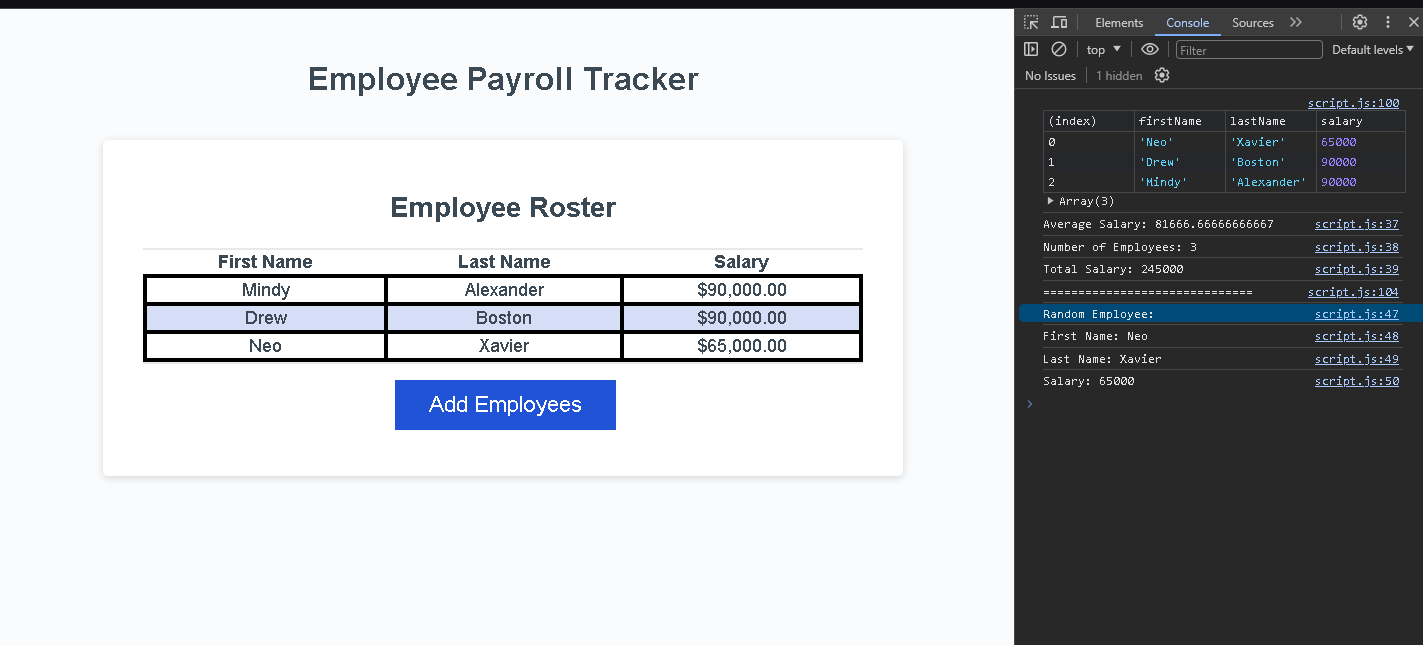 Employee Payroll Tracker
Employee Roster
First Name Last Name Salary
Mindy Alexander $90,000.00
Drew Boston $90,000.00
Neo Xavier $65,000.00
Add Employees
Elements Console Sources
top Filter Default levels
No Issues 1 hidden
script.js:100
(index) firstName lastName salary
0 'Neo' 'Xavier' 65000
1 'Drew' 'Boston' 90000
2 'Mindy' 'Alexander' 90000
Array(3)
Average Salary: 81666.66666666667 script.js:37
Number of Employees: 3 script.js:38
Total Salary: 245000 script.js:39
============================== script.js:104
Random Employee: script.js:47
First Name: Neo script.js:48
Last Name: Xavier script.js:49
Salary: 65000 script.js:50